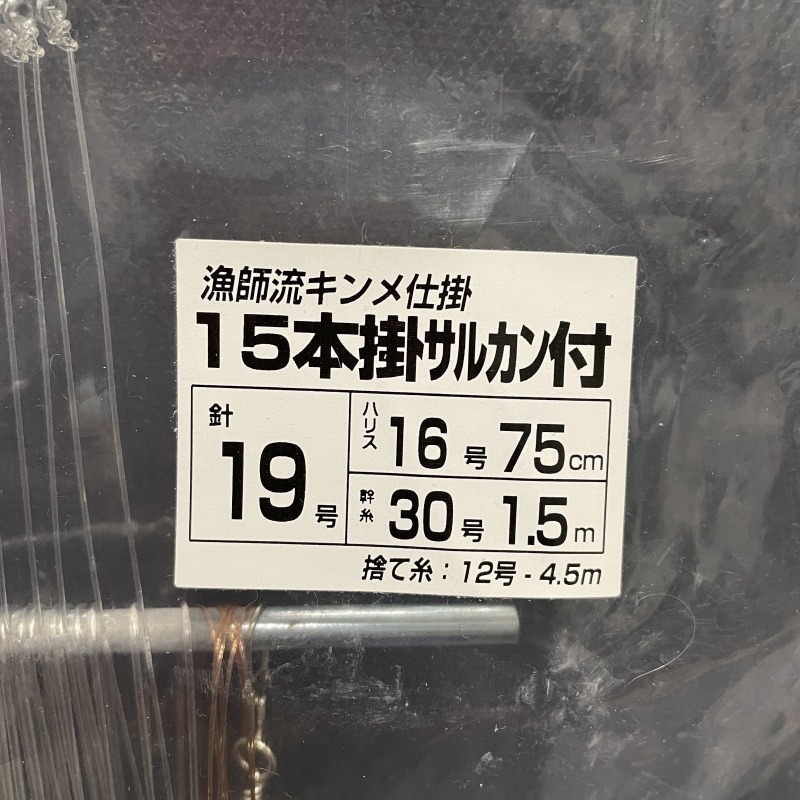 漁師流キンメ仕掛
15本掛サルカン付
針 19号
ハリス 16号 75cm
幹糸 30号 1.5m
捨て糸：12号 - 4.5m